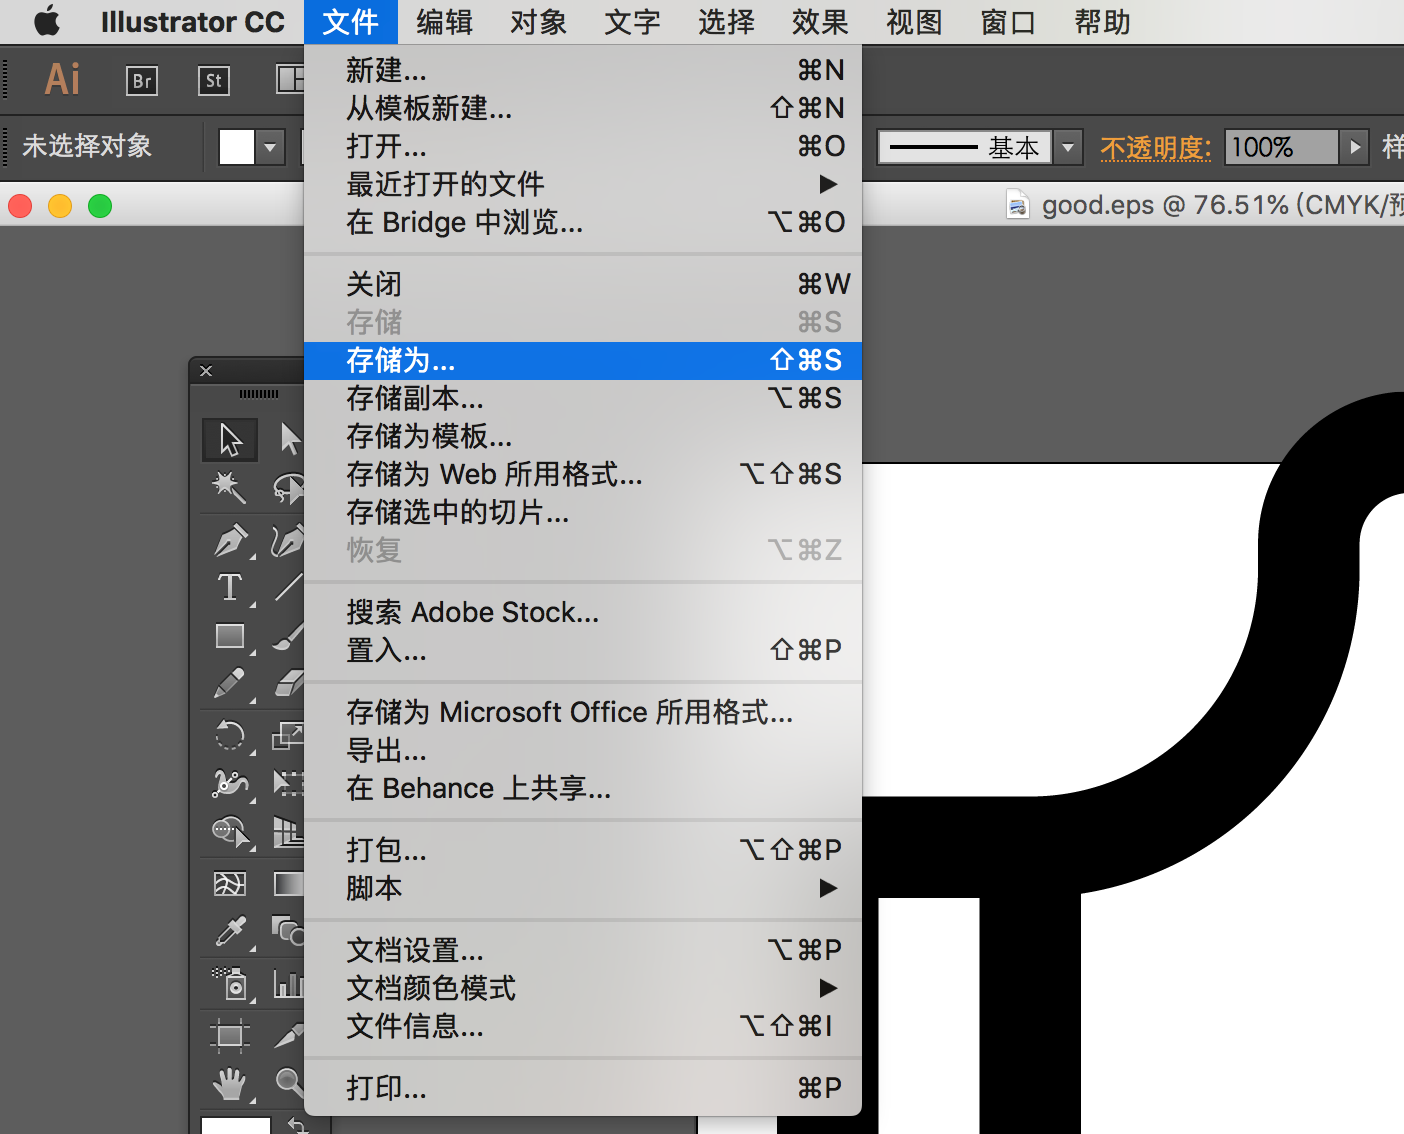 Illustrator CC 文件 编辑 对象 文字 选择 效果 视图 窗口 帮助
Ai Br St
未选择对象
基本 不透明度: 100% 样
good.eps @ 76.51% (CMYK/预
新建... ⌘N
从模板新建... ⇧⌘N
打开... ⌘O
最近打开的文件 ▶
在 Bridge 中浏览... ⌥⌘O
关闭 ⌘W
存储 ⌘S
存储为... ⇧⌘S
存储副本... ⌥⌘S
存储为模板...
存储为 Web 所用格式... ⌥⇧⌘S
存储选中的切片...
恢复 ⌥⌘Z
搜索 Adobe Stock...
置入... ⇧⌘P
存储为 Microsoft Office 所用格式...
导出...
在 Behance 上共享...
打包... ⌥⇧⌘P
脚本 ▶
文档设置... ⌥⌘P
文档颜色模式 ▶
文件信息... ⌥⇧⌘I
打印... ⌘P